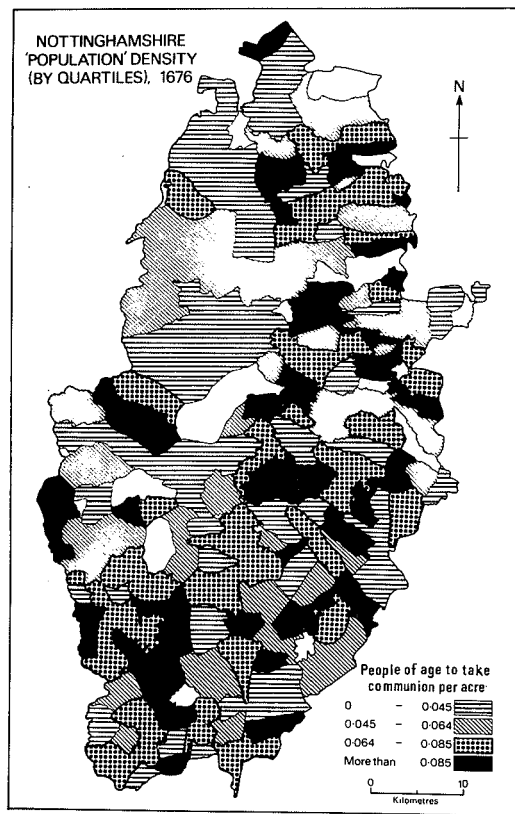 NOTTINGHAMSHIRE
'POPULATION' DENSITY
(BY QUARTILES), 1676
N
People of age to take
communion per acre
0 – 0·045
0·045 – 0·064
0·064 – 0·085
More than 0·085
0 10
Kilometres